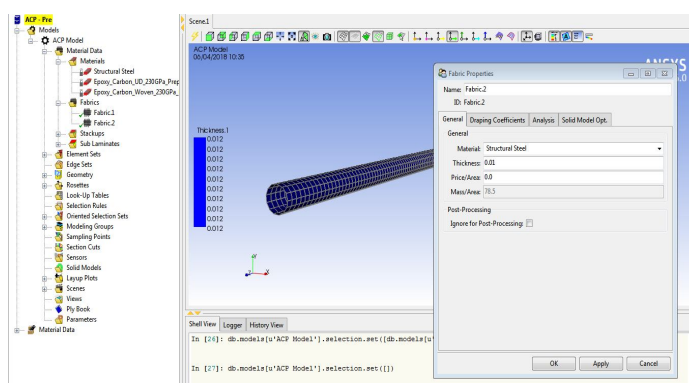 ACP - Pre
Models
ACP Model
Material Data
Materials
Structural Steel
Epoxy_Carbon_UD_230GPa_Prep
Epoxy_Carbon_Woven_230GPa_
Fabrics
Fabric.1
Fabric.2
Stackups
Sub Laminates
Element Sets
Edge Sets
Geometry
Rosettes
Look-Up Tables
Selection Rules
Oriented Selection Sets
Modeling Groups
Sampling Points
Section Cuts
Sensors
Solid Models
Layup Plots
Scenes
Views
Ply Book
Parameters
Material Data
Scene.1
ACP Model
06/04/2018 10:35
Thickness.1
0.012
0.012
0.012
0.012
0.012
0.012
0.012
0.012
0.012
0.012
Fabric Properties
Name: Fabric.2
ID: Fabric.2
General Draping Coefficients Analysis Solid Model Opt.
General
Material: Structural Steel
Thickness: 0.01
Price/Area: 0.0
Mass/Area: 78.5
Post-Processing
Ignore for Post-Processing:
OK Apply Cancel
Shell View Logger History View
In [26]: db.models[u'ACP Model'].selection.set([db.models[u'
In [27]: db.models[u'ACP Model'].selection.set([])